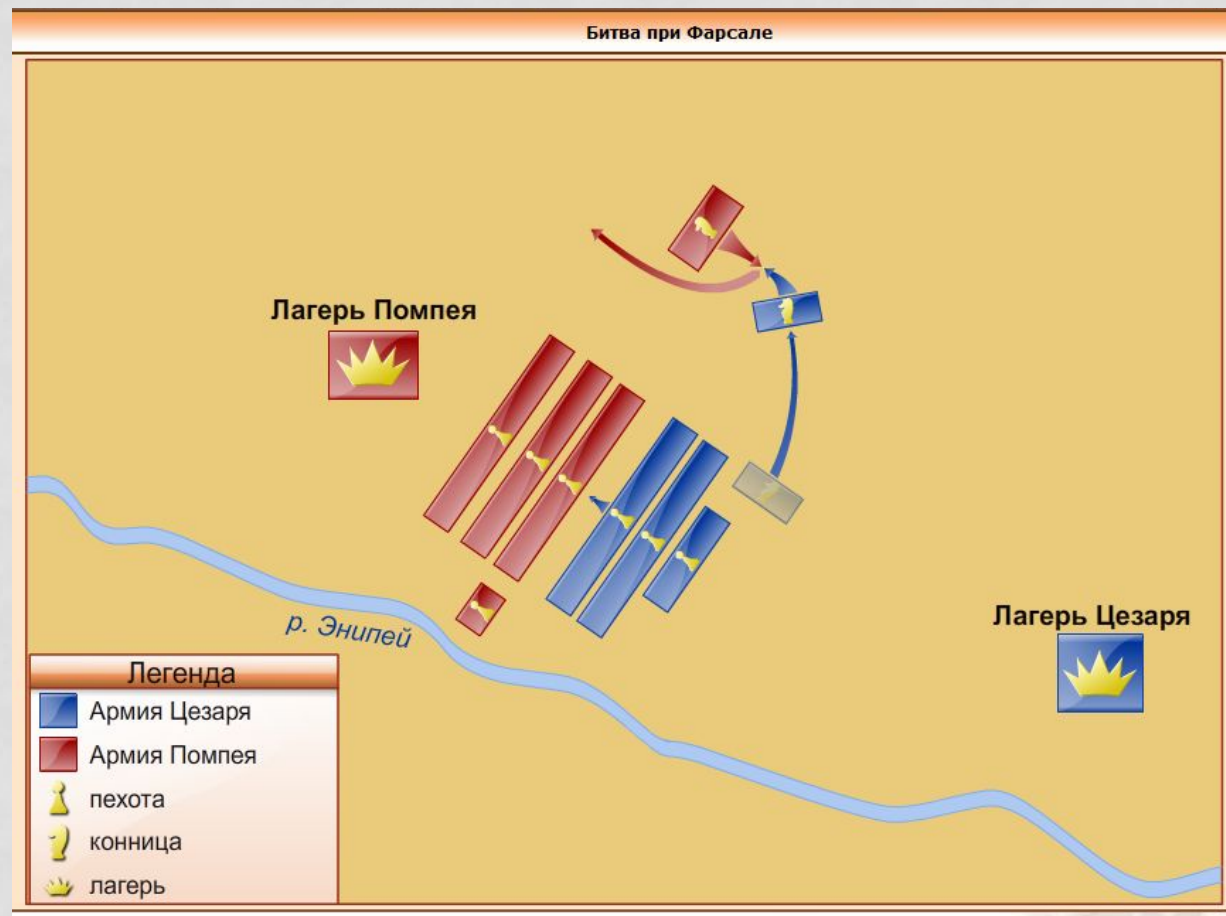 Битва при Фарсале
Лагерь Помпея
Лагерь Цезаря
р. Энипей
Легенда
Армия Цезаря
Армия Помпея
пехота
конница
лагерь